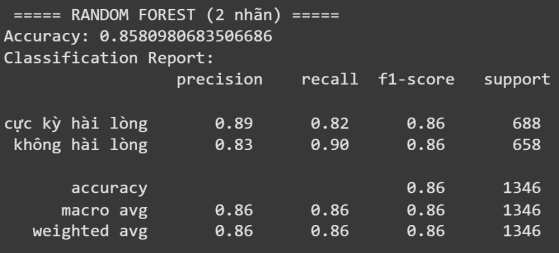 ===== RANDOM FOREST (2 nhãn) =====
Accuracy: 0.8580980683506686
Classification Report:
precision recall f1-score support
cực kỳ hài lòng 0.89 0.82 0.86 688
không hài lòng 0.83 0.90 0.86 658
accuracy 0.86 1346
macro avg 0.86 0.86 0.86 1346
weighted avg 0.86 0.86 0.86 1346